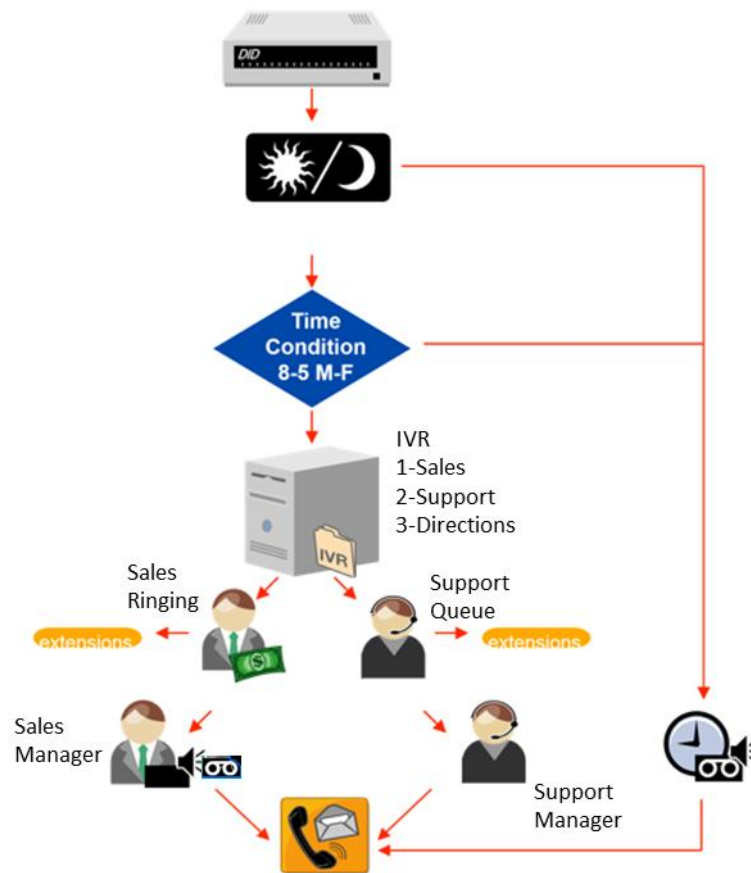 DID
Time
Condition
8-5 M-F
IVR
1-Sales
2-Support
3-Directions
IVR
Sales
Ringing
Support
Queue
extensions
extensions
Sales
Manager
Support
Manager